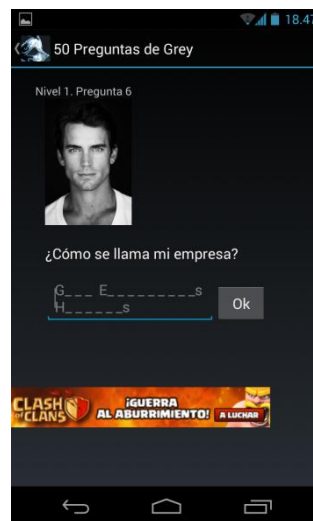 18.47
50 Preguntas de Grey
Nivel 1. Pregunta 6
¿Cómo se llama mi empresa?
G___ E_________s
H______s
Ok
CLASH OF CLANS
¡GUERRA
AL ABURRIMIENTO!
A LUCHAR